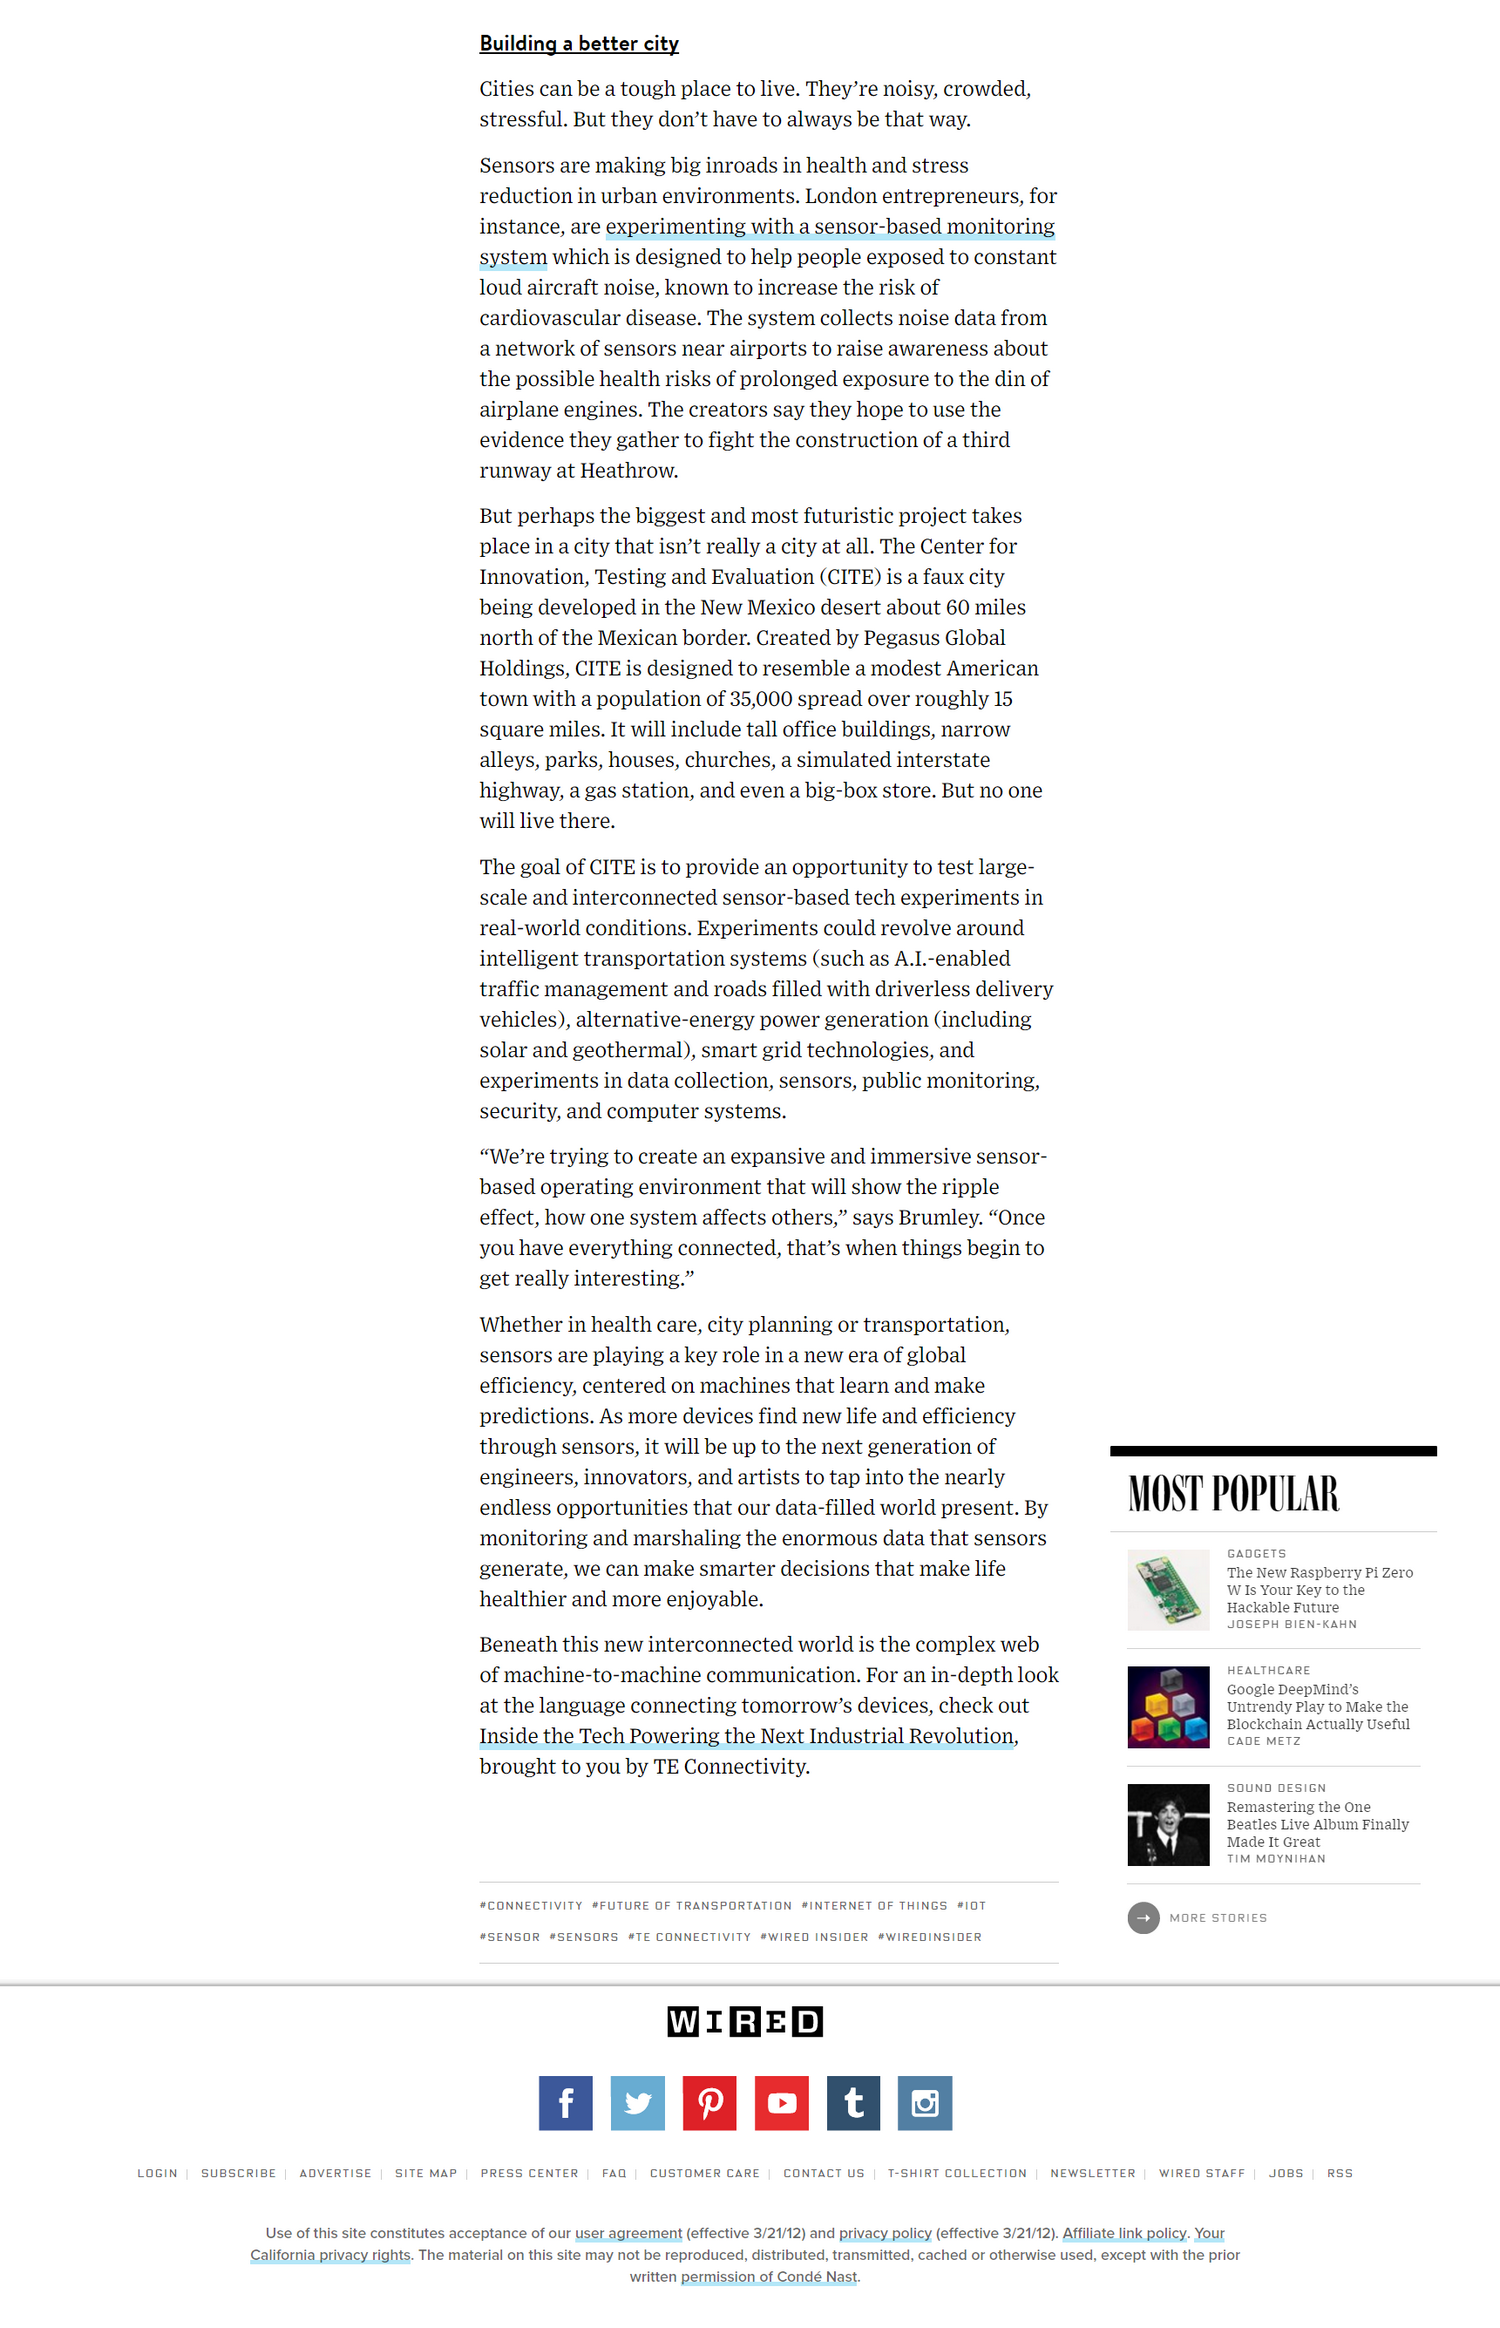 Building a better city
Cities can be a tough place to live. They’re noisy, crowded,
stressful. But they don’t have to always be that way.
Sensors are making big inroads in health and stress
reduction in urban environments. London entrepreneurs, for
instance, are experimenting with a sensor-based monitoring
system which is designed to help people exposed to constant
loud aircraft noise, known to increase the risk of
cardiovascular disease. The system collects noise data from
a network of sensors near airports to raise awareness about
the possible health risks of prolonged exposure to the din of
airplane engines. The creators say they hope to use the
evidence they gather to fight the construction of a third
runway at Heathrow.
But perhaps the biggest and most futuristic project takes
place in a city that isn’t really a city at all. The Center for
Innovation, Testing and Evaluation (CITE) is a faux city
being developed in the New Mexico desert about 60 miles
north of the Mexican border. Created by Pegasus Global
Holdings, CITE is designed to resemble a modest American
town with a population of 35,000 spread over roughly 15
square miles. It will include tall office buildings, narrow
alleys, parks, houses, churches, a simulated interstate
highway, a gas station, and even a big-box store. But no one
will live there.
The goal of CITE is to provide an opportunity to test large-
scale and interconnected sensor-based tech experiments in
real-world conditions. Experiments could revolve around
intelligent transportation systems (such as A.I.-enabled
traffic management and roads filled with driverless delivery
vehicles), alternative-energy power generation (including
solar and geothermal), smart grid technologies, and
experiments in data collection, sensors, public monitoring,
security, and computer systems.
“We’re trying to create an expansive and immersive sensor-
based operating environment that will show the ripple
effect, how one system affects others,” says Brumley. “Once
you have everything connected, that’s when things begin to
get really interesting.”
Whether in health care, city planning or transportation,
sensors are playing a key role in a new era of global
efficiency, centered on machines that learn and make
predictions. As more devices find new life and efficiency
through sensors, it will be up to the next generation of
engineers, innovators, and artists to tap into the nearly
endless opportunities that our data-filled world present. By
monitoring and marshaling the enormous data that sensors
generate, we can make smarter decisions that make life
healthier and more enjoyable.
Beneath this new interconnected world is the complex web
of machine-to-machine communication. For an in-depth look
at the language connecting tomorrow’s devices, check out
Inside the Tech Powering the Next Industrial Revolution,
brought to you by TE Connectivity.
#CONNECTIVITY #FUTURE OF TRANSPORTATION #INTERNET OF THINGS #IOT
#SENSOR #SENSORS #TE CONNECTIVITY #WIRED INSIDER #WIREDINSIDER
MOST POPULAR
GADGETS
The New Raspberry Pi Zero
W Is Your Key to the
Hackable Future
JOSEPH BIEN-KAHN
HEALTHCARE
Google DeepMind’s
Untrendy Play to Make the
Blockchain Actually Useful
CADE METZ
SOUND DESIGN
Remastering the One
Beatles Live Album Finally
Made It Great
TIM MOYNIHAN
MORE STORIES
WIRED
LOGIN | SUBSCRIBE | ADVERTISE | SITE MAP | PRESS CENTER | FAQ | CUSTOMER CARE | CONTACT US | T-SHIRT COLLECTION | NEWSLETTER | WIRED STAFF | JOBS | RSS
Use of this site constitutes acceptance of our user agreement (effective 3/21/12) and privacy policy (effective 3/21/12). Affiliate link policy. Your
California privacy rights. The material on this site may not be reproduced, distributed, transmitted, cached or otherwise used, except with the prior
written permission of Condé Nast.